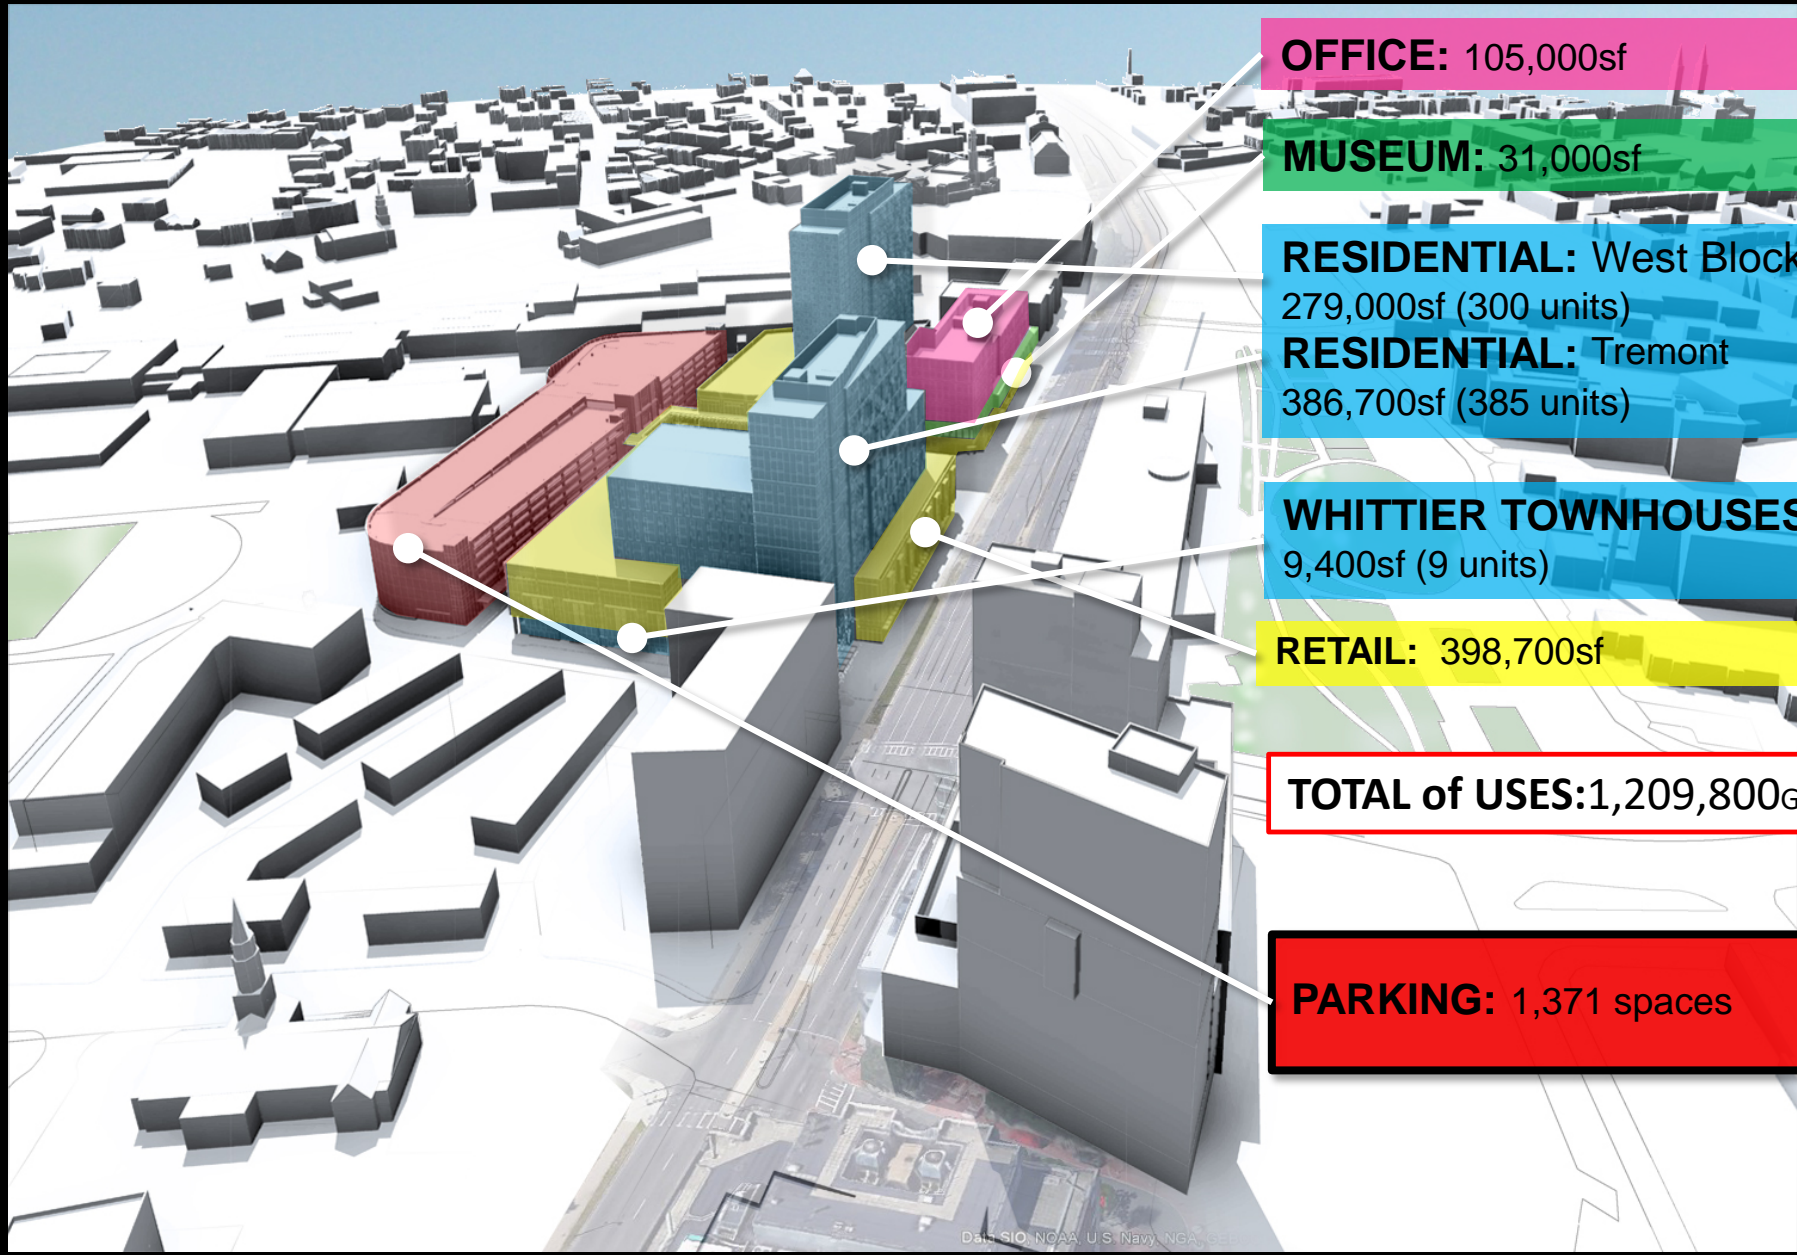 OFFICE: 105,000sf
MUSEUM: 31,000sf
RESIDENTIAL: West Block
279,000sf (300 units)
RESIDENTIAL: Tremont
386,700sf (385 units)
WHITTIER TOWNHOUSES
9,400sf (9 units)
RETAIL: 398,700sf
TOTAL of USES:1,209,800G
PARKING: 1,371 spaces
Data SIO, NOAA, U.S. Navy, NGA,